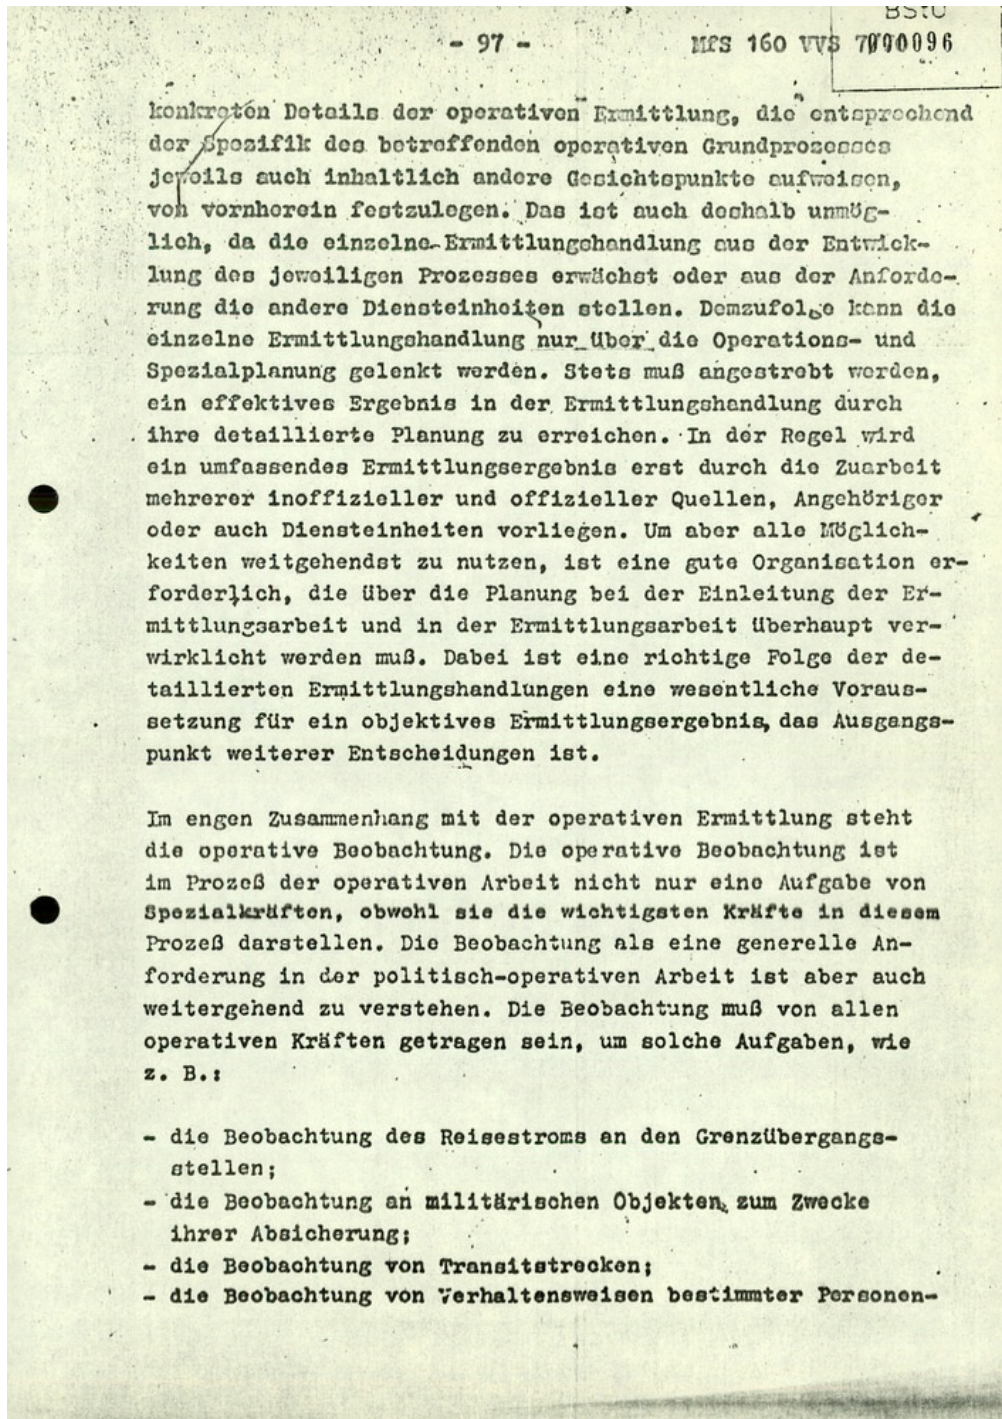 BStU
- 97 - MfS 160 VVS 7 000096
konkreten Details der operativen Ermittlung, die entsprechend
der Spezifik des betreffenden operativen Grundprozesses
jeweils auch inhaltlich andere Gesichtspunkte aufweisen,
von vornherein festzulegen. Das ist auch deshalb unmög-
lich, da die einzelne Ermittlungshandlung aus der Entwick-
lung des jeweiligen Prozesses erwächst oder aus der Anforde-
rung die andere Diensteinheiten stellen. Demzufolge kann die
einzelne Ermittlungshandlung nur über die Operations- und
Spezialplanung gelenkt werden. Stets muß angestrebt werden,
ein effektives Ergebnis in der Ermittlungshandlung durch
ihre detaillierte Planung zu erreichen. In der Regel wird
ein umfassendes Ermittlungsergebnis erst durch die Zuarbeit
mehrerer inoffizieller und offizieller Quellen, Angehöriger
oder auch Diensteinheiten vorliegen. Um aber alle Möglich-
keiten weitgehendst zu nutzen, ist eine gute Organisation er-
forderlich, die über die Planung bei der Einleitung der Er-
mittlungsarbeit und in der Ermittlungsarbeit überhaupt ver-
wirklicht werden muß. Dabei ist eine richtige Folge der de-
taillierten Ermittlungshandlungen eine wesentliche Voraus-
setzung für ein objektives Ermittlungsergebnis, das Ausgangs-
punkt weiterer Entscheidungen ist.
Im engen Zusammenhang mit der operativen Ermittlung steht
die operative Beobachtung. Die operative Beobachtung ist
im Prozeß der operativen Arbeit nicht nur eine Aufgabe von
Spezialkräften, obwohl sie die wichtigsten Kräfte in diesem
Prozeß darstellen. Die Beobachtung als eine generelle An-
forderung in der politisch-operativen Arbeit ist aber auch
weitergehend zu verstehen. Die Beobachtung muß von allen
operativen Kräften getragen sein, um solche Aufgaben, wie
z. B.:
- die Beobachtung des Reisestroms an den Grenzübergangs-
stellen;
- die Beobachtung an militärischen Objekten, zum Zwecke
ihrer Absicherung;
- die Beobachtung von Transitstrecken;
- die Beobachtung von Verhaltensweisen bestimmter Personen-